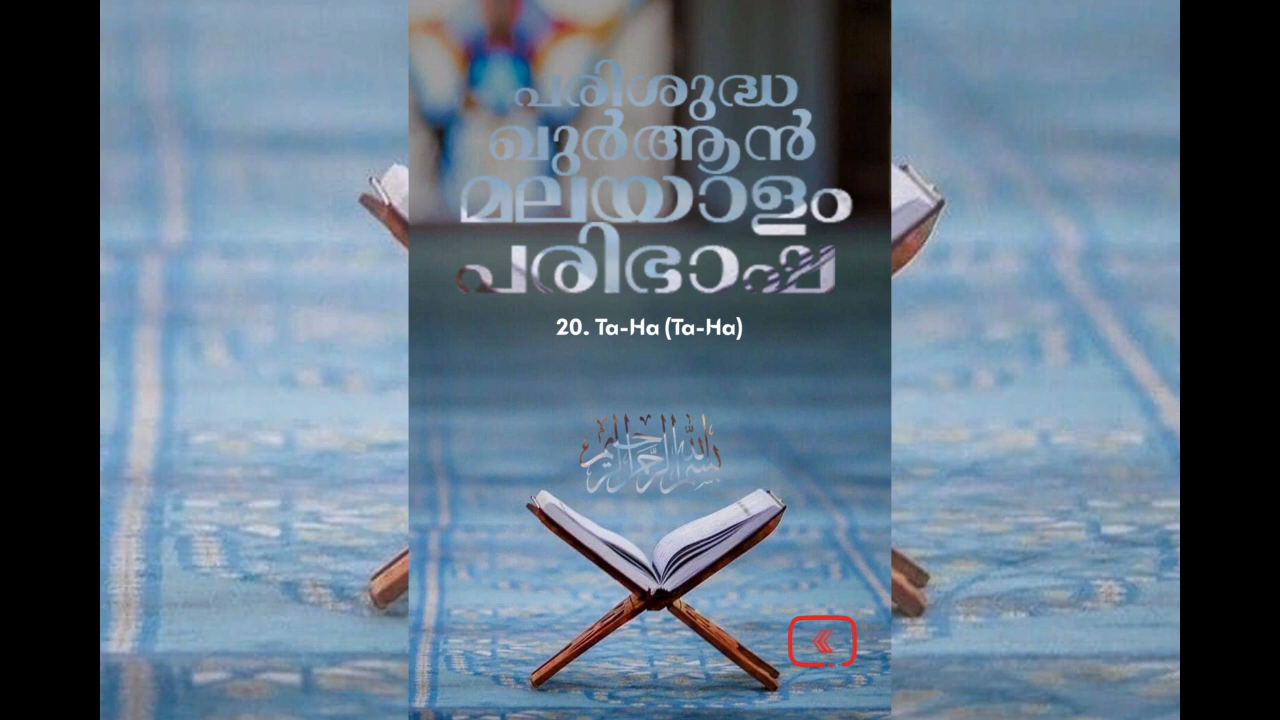 പരിശുദ്ധ
ഖുർആൻ
മലയാളം
പരിഭാഷ
20. Ta-Ha (Ta-Ha)
بسم الله الرحمن الرحيم